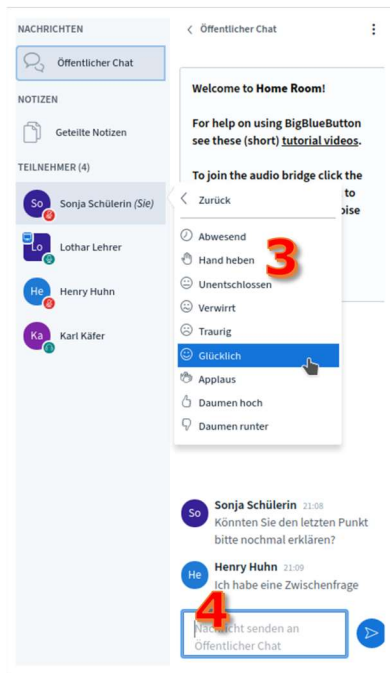 NACHRICHTEN
Öffentlicher Chat
NOTIZEN
Geteilte Notizen
TEILNEHMER (4)
So
Sonja Schülerin (Sie)
Lo
Lothar Lehrer
He
Henry Huhn
Ka
Karl Käfer
Öffentlicher Chat
Welcome to Home Room!
For help on using BigBlueButton
see these (short) tutorial videos.
To join the audio bridge click the
to
oise
Zurück
Abwesend
Hand heben
3
Unentschlossen
Verwirrt
Traurig
Glücklich
Applaus
Daumen hoch
Daumen runter
So
Sonja Schülerin 21:08
Könnten Sie den letzten Punkt
bitte nochmal erklären?
He
Henry Huhn 21:09
Ich habe eine Zwischenfrage
4
Nachricht senden an
Öffentlicher Chat